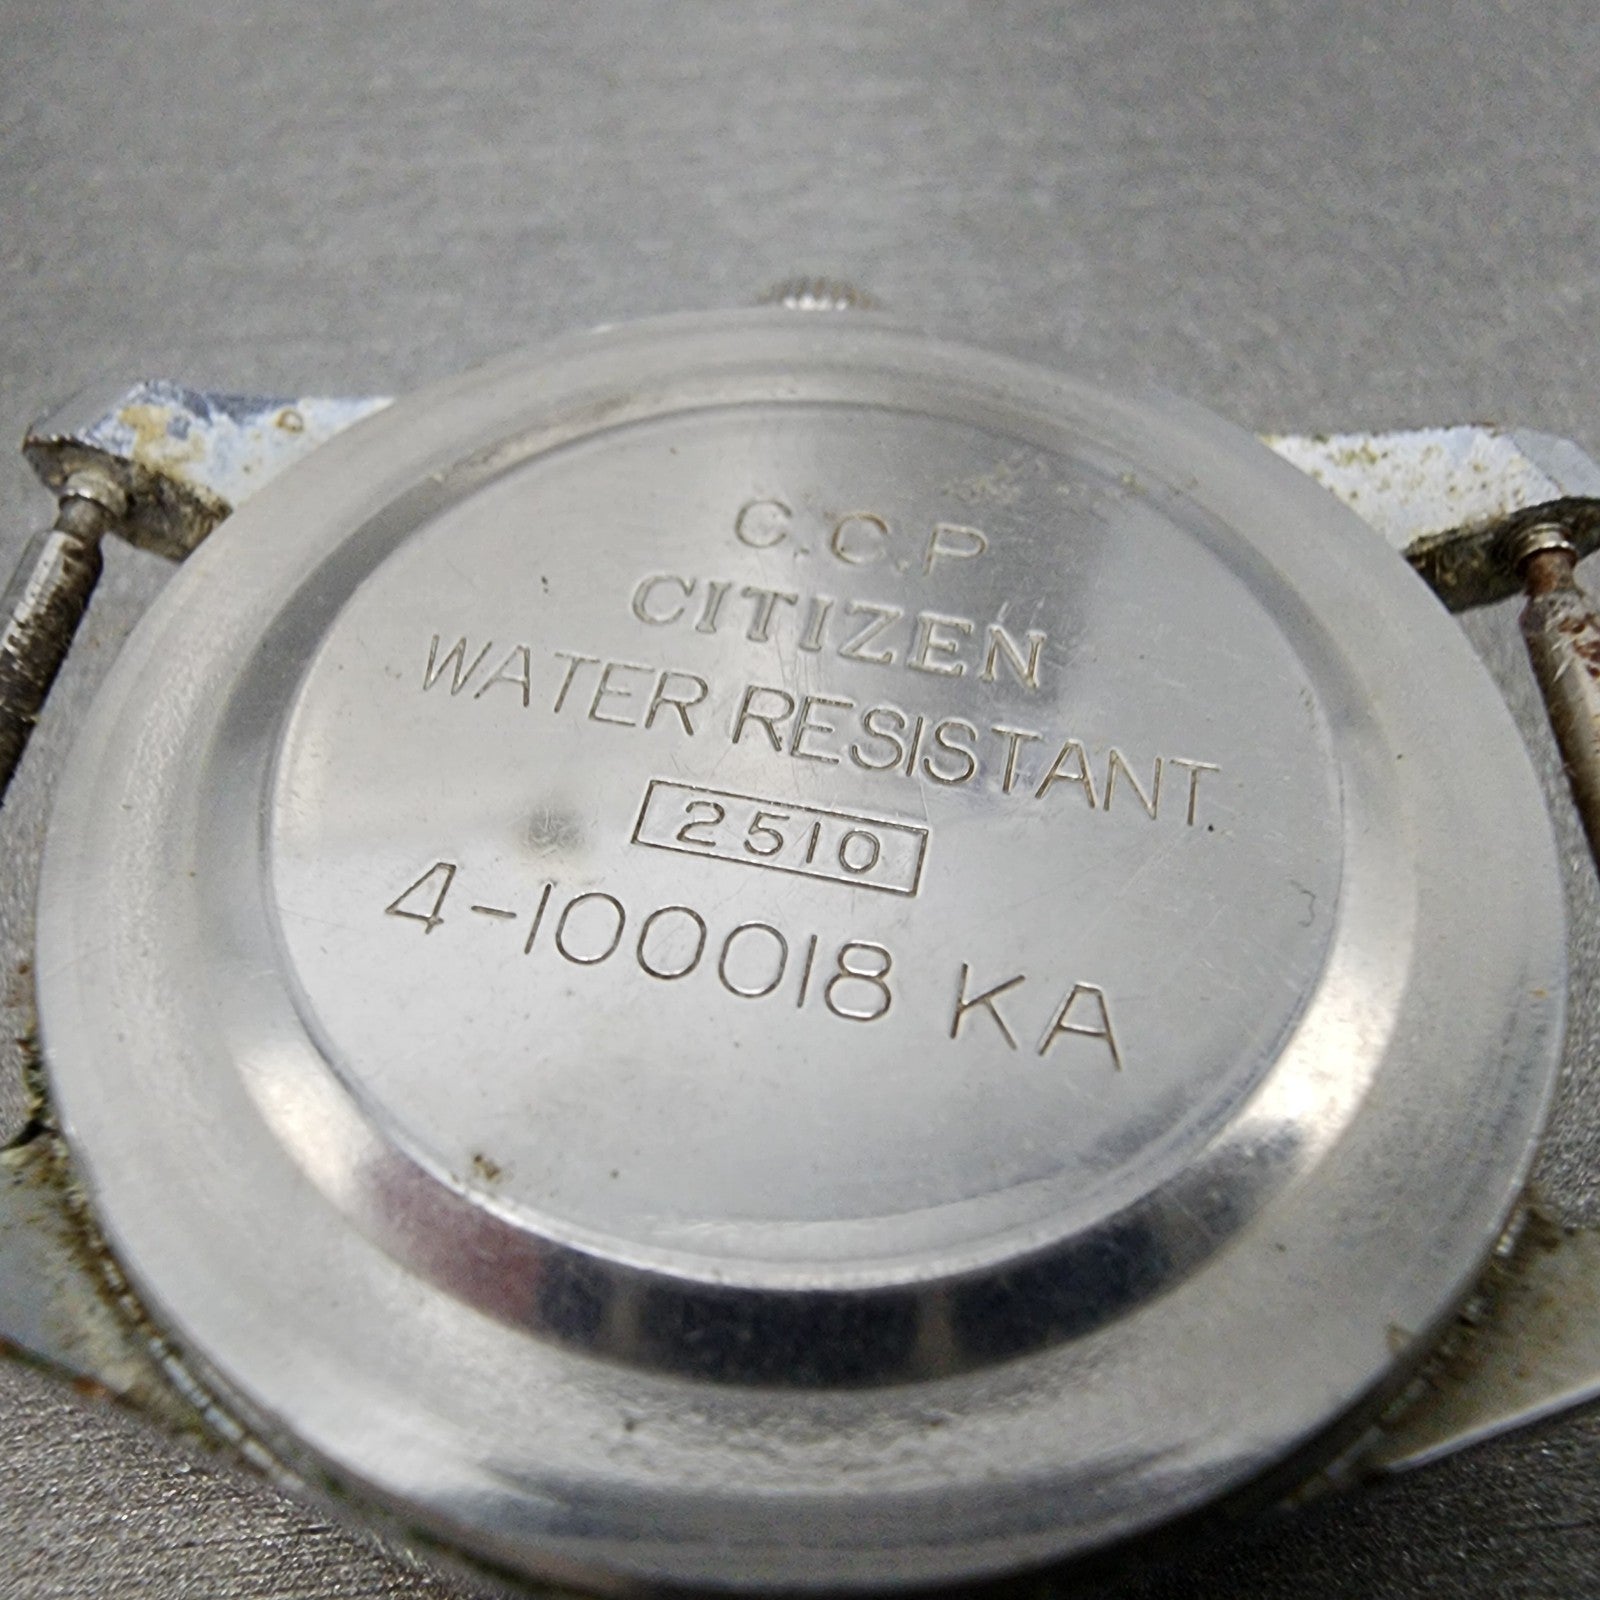 C.C.P
CITIZEN
WATER RESISTANT
2510
4-100018 KA